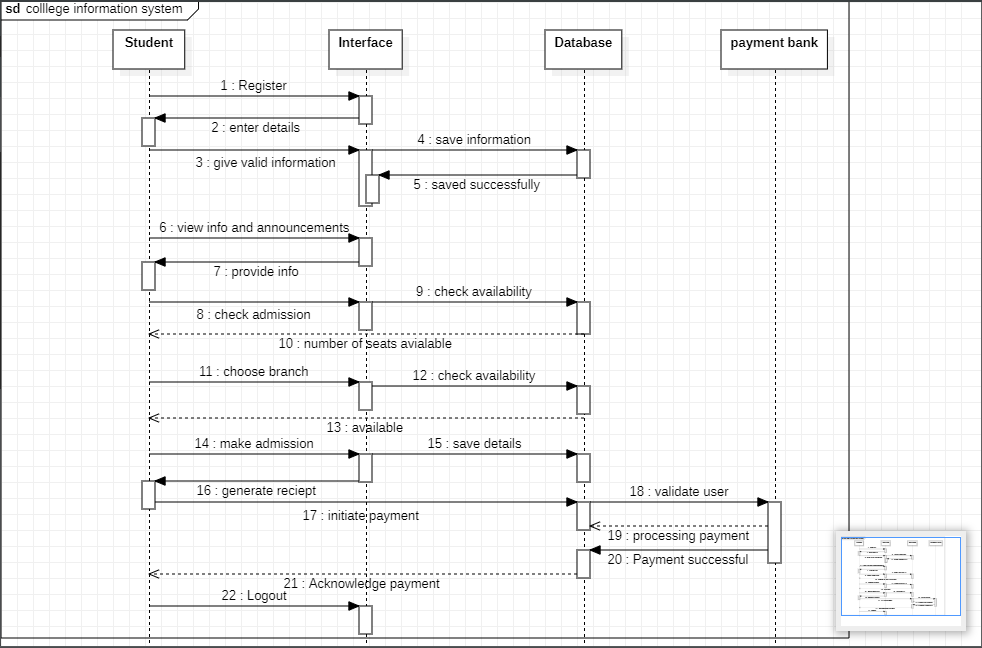 sd colllege information system
Student
Interface
Database
payment bank
1 : Register
2 : enter details
3 : give valid information
4 : save information
5 : saved successfully
6 : view info and announcements
7 : provide info
8 : check admission
9 : check availability
10 : number of seats avialable
11 : choose branch
12 : check availability
13 : available
14 : make admission
15 : save details
16 : generate reciept
17 : initiate payment
18 : validate user
19 : processing payment
20 : Payment successful
21 : Acknowledge payment
22 : Logout